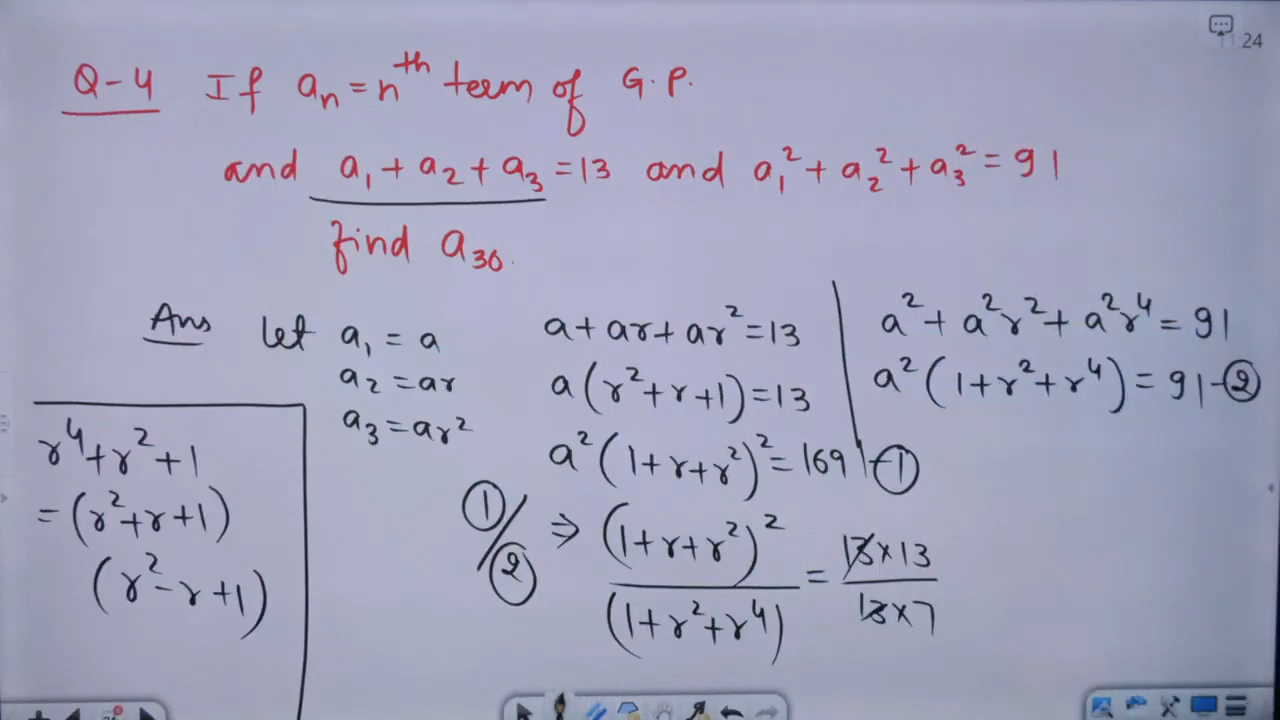 24
Q-4 If aₙ = nᵗʰ term of G.P.
and a₁ + a₂ + a₃ = 13 and a₁² + a₂² + a₃² = 91
find a₃₀.
Ans let a₁ = a
a₂ = ar
a₃ = ar²
a + ar + ar² = 13
a(r² + r + 1) = 13
a²(1 + r + r²)² = 169 - ①
a² + a²r² + a²r⁴ = 91
a²(1 + r² + r⁴) = 91 - ②
r⁴ + r² + 1
= (r² + r + 1)
(r² - r + 1)
①/② ⇒ (1 + r + r²)² / (1 + r² + r⁴) = 13 × 13 / 13 × 7